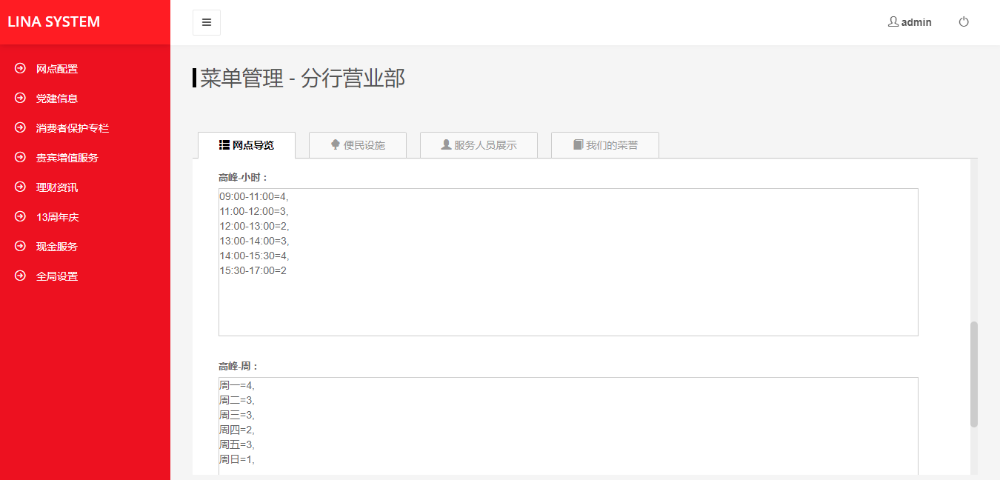 LINA SYSTEM
admin
网点配置
党建信息
消费者保护专栏
贵宾增值服务
理财资讯
13周年庆
现金服务
全局设置
菜单管理 - 分行营业部
网点导览 便民设施 服务人员展示 我们的荣誉
高峰-小时：
09:00-11:00=4,
11:00-12:00=3,
12:00-13:00=2,
13:00-14:00=3,
14:00-15:30=4,
15:30-17:00=2
高峰-周：
周一=4,
周二=3,
周三=3,
周四=2,
周五=3,
周日=1,